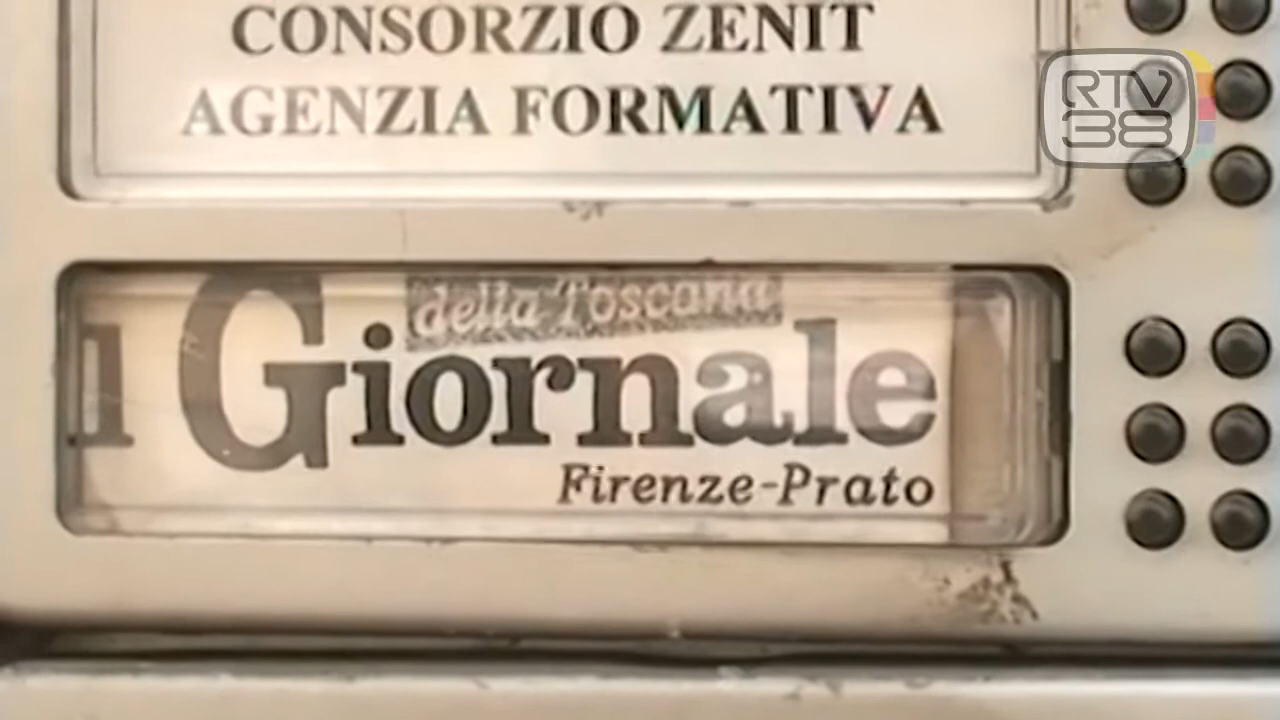 CONSORZIO ZENIT
AGENZIA FORMATIVA
RTV
38
della Toscana
l Giornale
Firenze-Prato